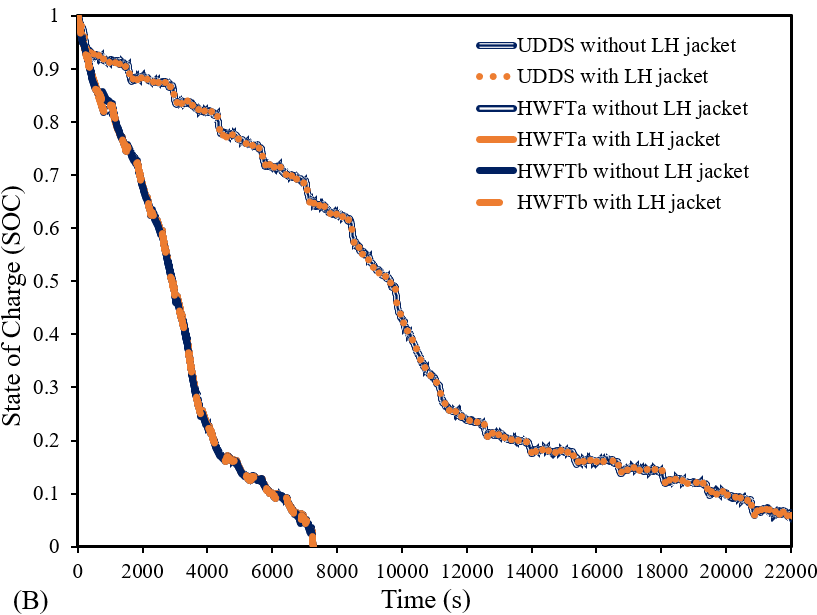 1
0.9
0.8
0.7
0.6
0.5
0.4
0.3
0.2
0.1
0
State of Charge (SOC)
UDDS without LH jacket
UDDS with LH jacket
HWFTa without LH jacket
HWFTa with LH jacket
HWFTb without LH jacket
HWFTb with LH jacket
0 2000 4000 6000 8000 10000 12000 14000 16000 18000 20000 22000
Time (s)
(B)